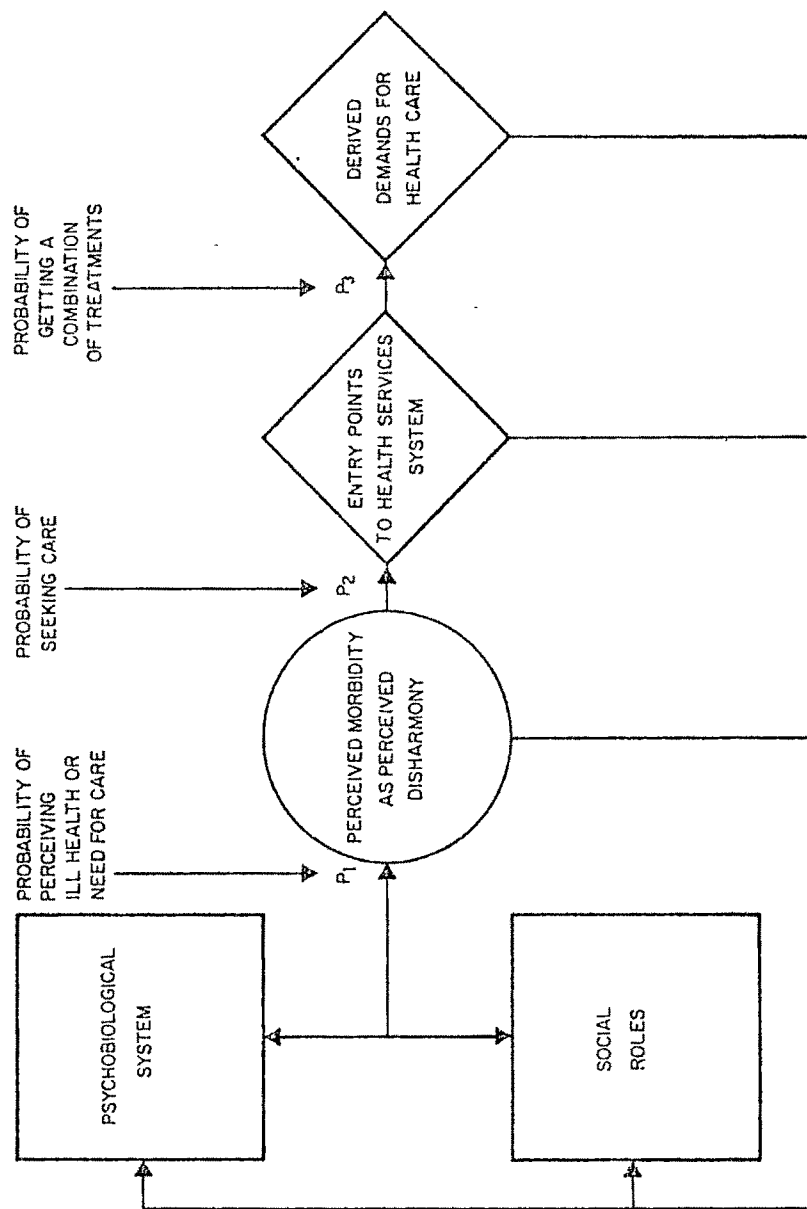 PROBABILITY OF
PERCEIVING
ILL HEALTH OR
NEED FOR CARE
PROBABILITY OF
SEEKING CARE
PROBABILITY OF
GETTING A
COMBINATION
OF TREATMENTS
PSYCHOBIOLOGICAL
SYSTEM
P1
PERCEIVED MORBIDITY
AS PERCEIVED
DISHARMONY
P2
ENTRY POINTS
TO HEALTH SERVICES
SYSTEM
P3
DERIVED
DEMANDS FOR
HEALTH CARE
SOCIAL
ROLES